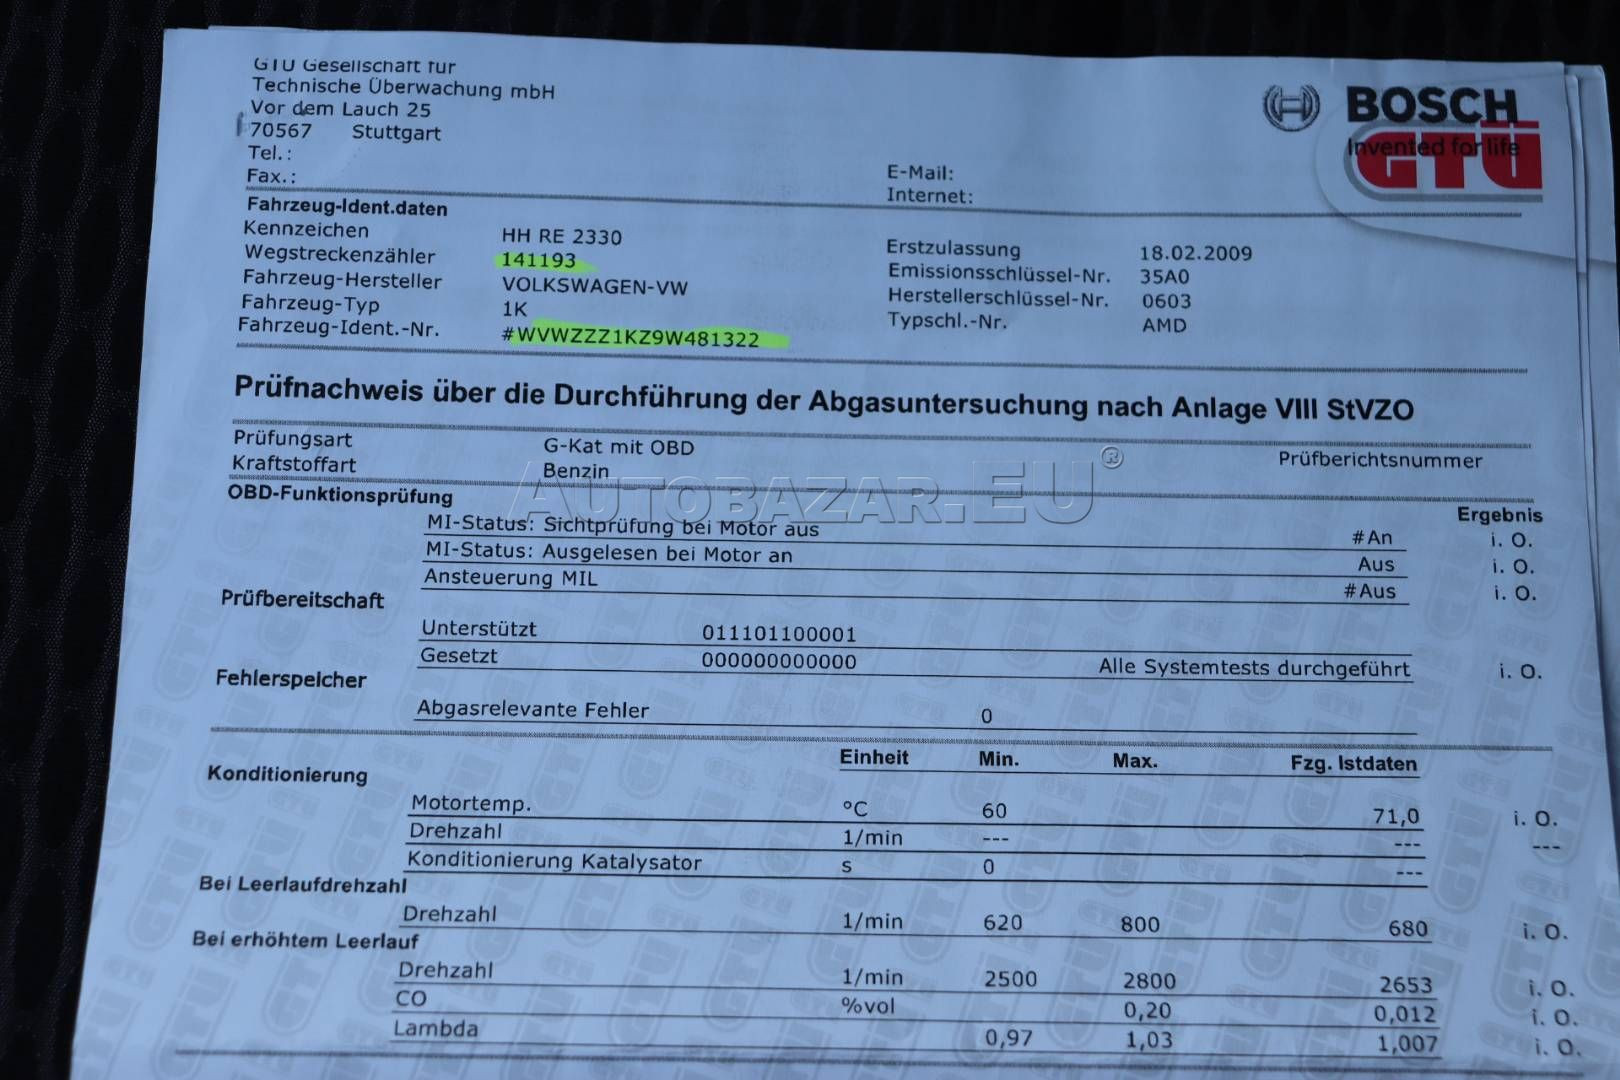 GTÜ Gesellschaft für
Technische Überwachung mbH
Vor dem Lauch 25
70567 Stuttgart
Tel.:
Fax.:
E-Mail:
Internet:
BOSCH
Invented for life
GTÜ
Fahrzeug-Ident.daten
Kennzeichen HH RE 2330
Wegstreckenzähler 141193
Fahrzeug-Hersteller VOLKSWAGEN-VW
Fahrzeug-Typ 1K
Fahrzeug-Ident.-Nr. #WVWZZZ1KZ9W481322
Erstzulassung 18.02.2009
Emissionsschlüssel-Nr. 35A0
Herstellerschlüssel-Nr. 0603
Typschl.-Nr. AMD
Prüfnachweis über die Durchführung der Abgasuntersuchung nach Anlage VIII StVZO
Prüfungsart G-Kat mit OBD
Kraftstoffart Benzin
Prüfberichtsnummer
AUTOBAZAR.EU®
OBD-Funktionsprüfung Ergebnis
MI-Status: Sichtprüfung bei Motor aus #An i. O.
MI-Status: Ausgelesen bei Motor an Aus i. O.
Ansteuerung MIL #Aus i. O.
Prüfbereitschaft
Unterstützt 011101100001
Gesetzt 000000000000 Alle Systemtests durchgeführt i. O.
Fehlerspeicher
Abgasrelevante Fehler 0
Einheit Min. Max. Fzg. Istdaten
Konditionierung
Motortemp. °C 60 71,0 i. O.
Drehzahl 1/min --- --- ---
Konditionierung Katalysator s 0 ---
Bei Leerlaufdrehzahl
Drehzahl 1/min 620 800 680 i. O.
Bei erhöhtem Leerlauf
Drehzahl 1/min 2500 2800 2653 i. O.
CO %vol 0,20 0,012 i. O.
Lambda 0,97 1,03 1,007 i. O.